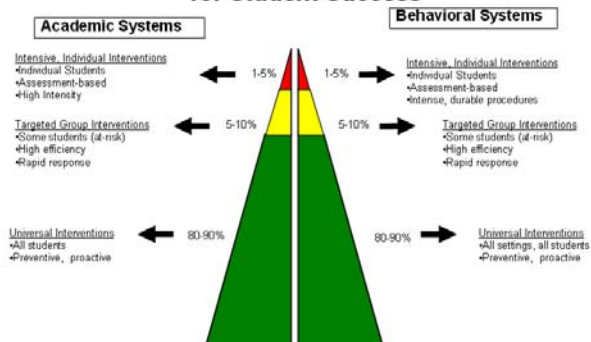 for Student Success
Academic Systems
Behavioral Systems
Intensive, Individual Interventions
•Individual Students
•Assessment-based
•High Intensity
1-5%
1-5%
Intensive, Individual Interventions
•Individual Students
•Assessment-based
•Intense, durable procedures
Targeted Group Interventions
•Some students (at-risk)
•High efficiency
•Rapid response
5-10%
5-10%
Targeted Group Interventions
•Some students (at-risk)
•High efficiency
•Rapid response
Universal Interventions
•All students
•Preventive, proactive
80-90%
80-90%
Universal Interventions
•All settings, all students
•Preventive, proactive